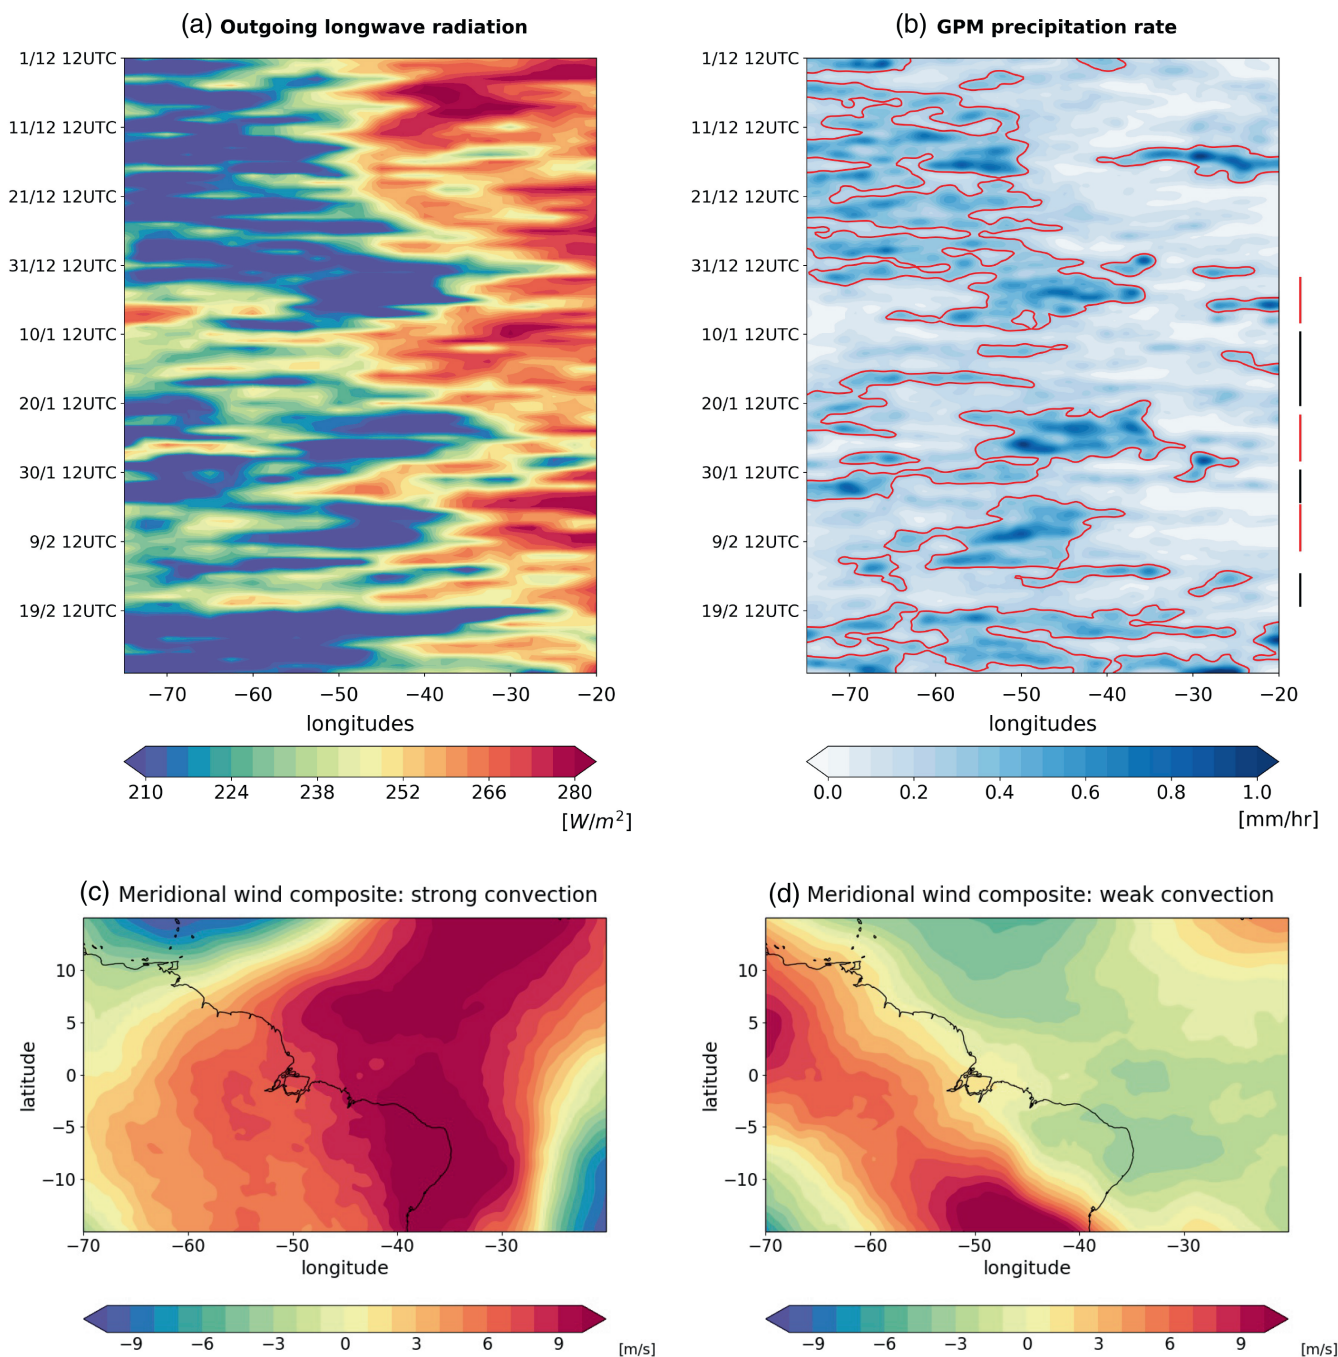 (a) Outgoing longwave radiation
1/12 12UTC
11/12 12UTC
21/12 12UTC
31/12 12UTC
10/1 12UTC
20/1 12UTC
30/1 12UTC
9/2 12UTC
19/2 12UTC
−70 −60 −50 −40 −30 −20
longitudes
210 224 238 252 266 280
[W/m²]
(b) GPM precipitation rate
1/12 12UTC
11/12 12UTC
21/12 12UTC
31/12 12UTC
10/1 12UTC
20/1 12UTC
30/1 12UTC
9/2 12UTC
19/2 12UTC
−70 −60 −50 −40 −30 −20
longitudes
0.0 0.2 0.4 0.6 0.8 1.0
[mm/hr]
(c) Meridional wind composite: strong convection
latitude
10
5
0
−5
−10
−70 −60 −50 −40 −30
longitude
−9 −6 −3 0 3 6 9
[m/s]
(d) Meridional wind composite: weak convection
latitude
10
5
0
−5
−10
−70 −60 −50 −40 −30
longitude
−9 −6 −3 0 3 6 9
[m/s]